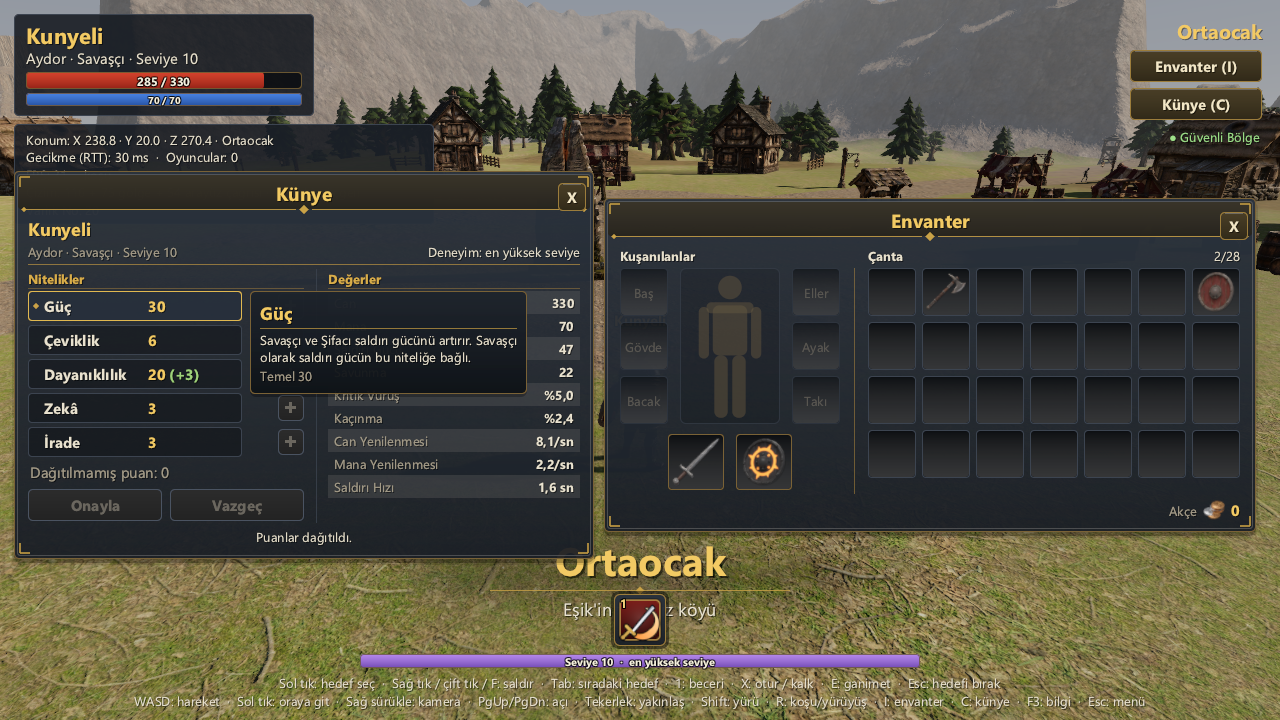 Kunyeli
Aydor · Savaşçı · Seviye 10
285 / 330
70 / 70
Konum: X 238.8 · Y 20.0 · Z 270.4 · Ortaocak
Gecikme (RTT): 30 ms · Oyuncular: 0
Ortaocak
Envanter (I)
Künye (C)
• Güvenli Bölge
Künye
X
Kunyeli
Aydor · Savaşçı · Seviye 10
Deneyim: en yüksek seviye
Nitelikler
Değerler
Güç 30
Çeviklik 6
Dayanıklılık 20 (+3)
Zekâ 3 +
İrade 3 +
Dağıtılmamış puan: 0
Onayla
Vazgeç
Puanlar dağıtıldı.
Güç
Savaşçı ve Şifacı saldırı gücünü artırır. Savaşçı
olarak saldırı gücün bu niteliğe bağlı.
Temel 30
330
70
47
22
Kritik Vuruş %5,0
Kaçınma %2,4
Can Yenilenmesi 8,1/sn
Mana Yenilenmesi 2,2/sn
Saldırı Hızı 1,6 sn
Envanter
X
Kuşanılanlar
Çanta
2/28
Baş
Eller
Gövde
Ayak
Bacak
Takı
Akçe 0
Ortaocak
Eşik'in z köyü
1
Seviye 10 · en yüksek seviye
Sol tık: hedef seç · Sağ tık / çift tık / F: saldır · Tab: sıradaki hedef · 1: beceri · X: otur / kalk · E: ganimet · Esc: hedefi bırak
WASD: hareket · Sol tık: oraya git · Sağ sürükle: kamera · PgUp/PgDn: açı · Tekerlek: yakınlaş · Shift: yürü · R: koşu/yürüyüş · I: envanter · C: künye · F3: bilgi · Esc: menü